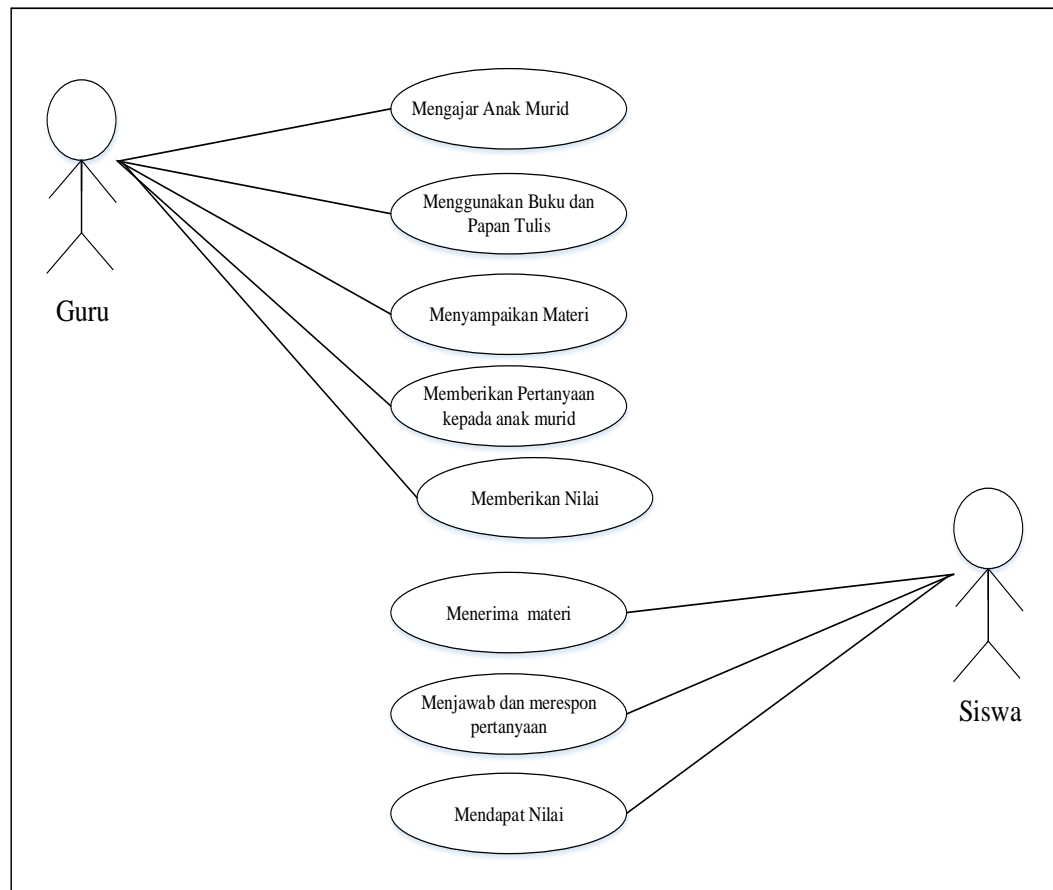 Mengajar Anak Murid
Menggunakan Buku dan
Papan Tulis
Guru
Menyampaikan Materi
Memberikan Pertanyaan
kepada anak murid
Memberikan Nilai
Menerima materi
Menjawab dan merespon
pertanyaan
Siswa
Mendapat Nilai